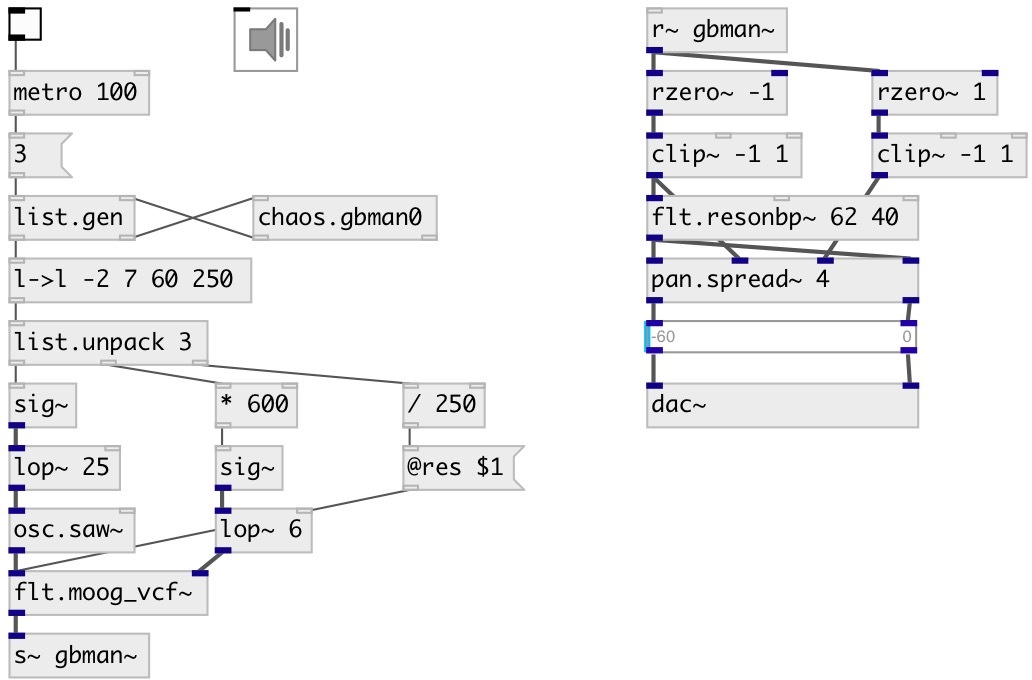 metro 100
3
list.gen
chaos.gbman0
l->l -2 7 60 250
list.unpack 3
sig~
* 600
/ 250
lop~ 25
sig~
@res $1
osc.saw~
lop~ 6
flt.moog_vcf~
s~ gbman~
r~ gbman~
rzero~ -1
rzero~ 1
clip~ -1 1
clip~ -1 1
flt.resonbp~ 62 40
pan.spread~ 4
-60
0
dac~